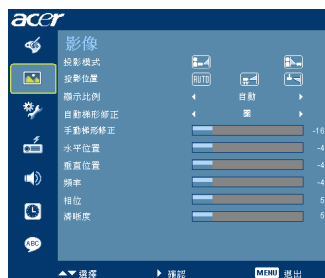 acer
影像
投影模式
投影位置 AUTO
顯示比例 自動
自動梯形修正
手動梯形修正 -16
水平位置 -4
垂直位置 -4
頻率 -4
相位 5
清晰度 5
ABC
選擇 確認 MENU 退出